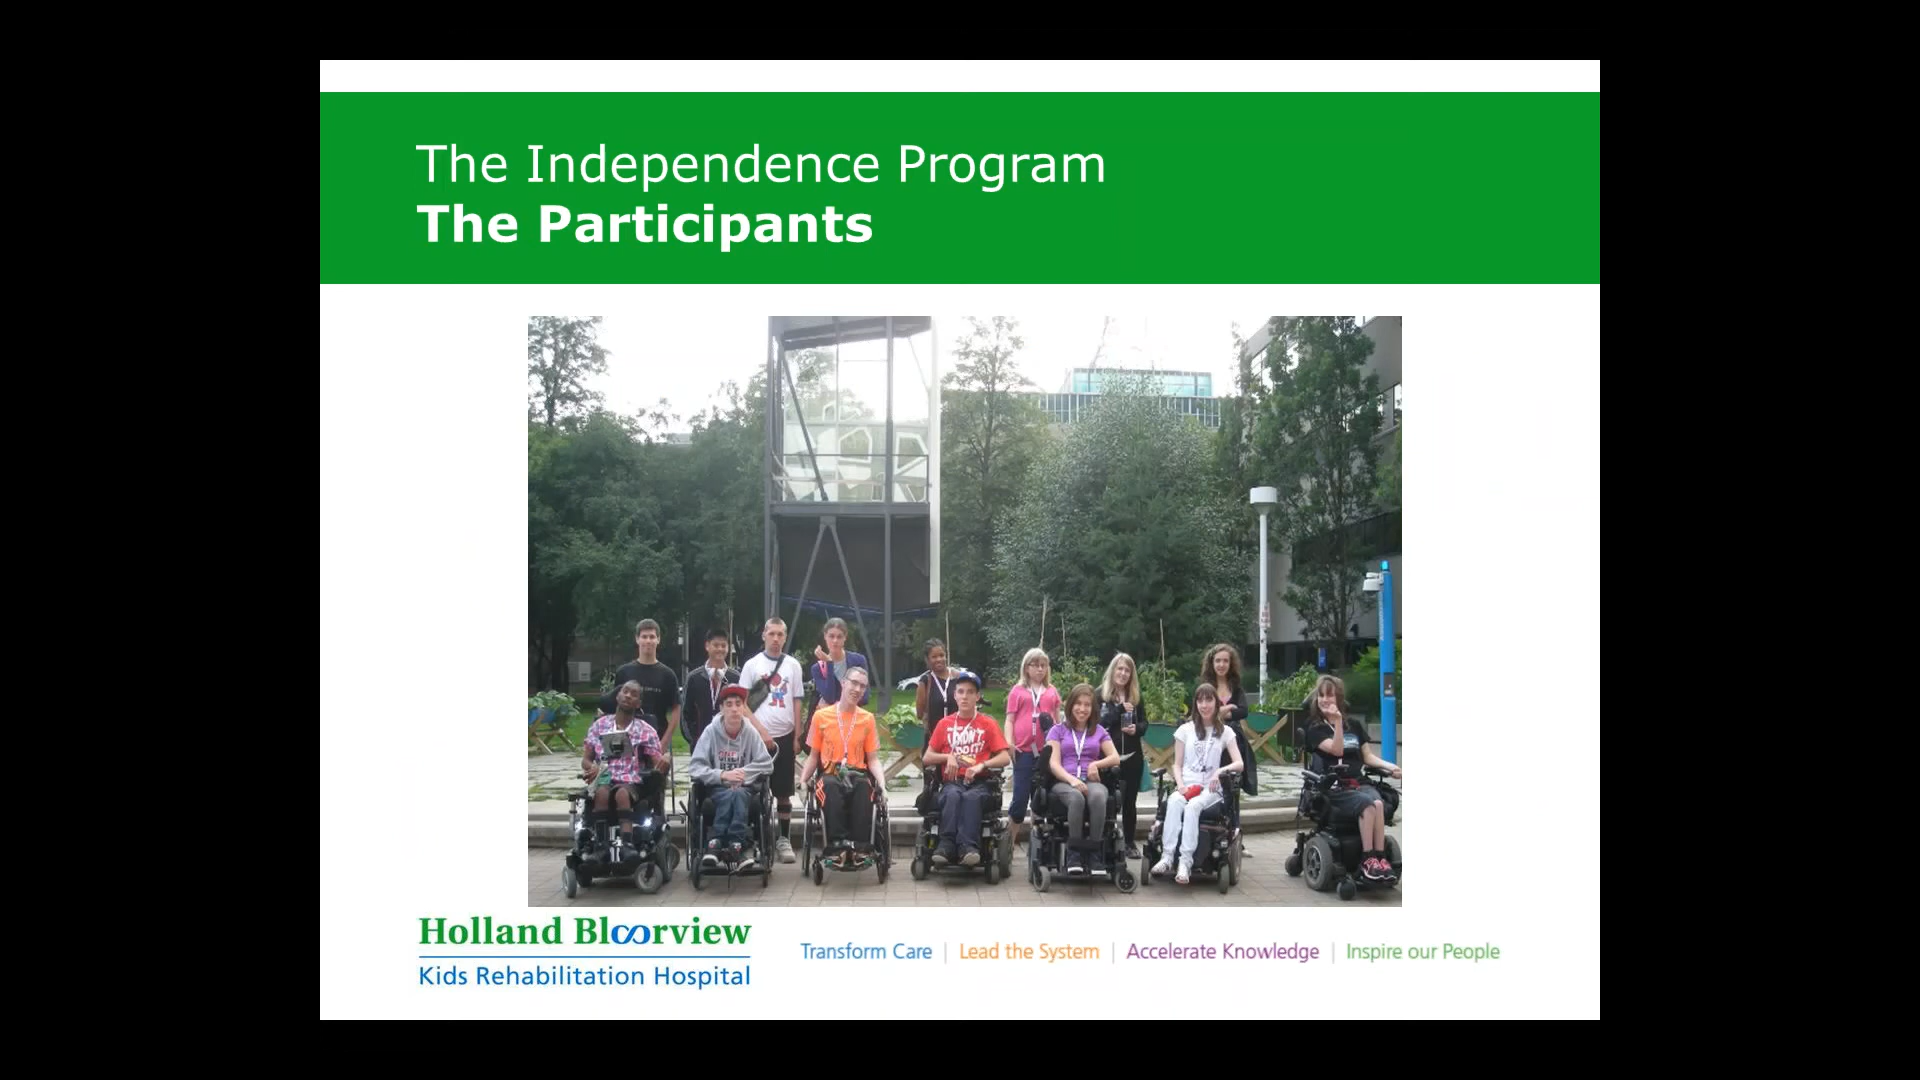 The Independence Program
The Participants
Holland Bloorview
Kids Rehabilitation Hospital
Transform Care | Lead the System | Accelerate Knowledge | Inspire our People